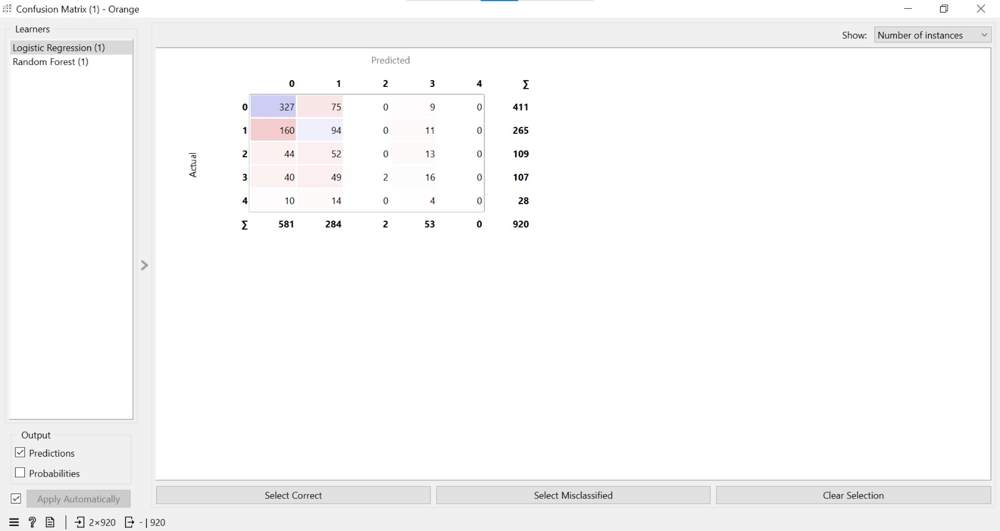 Confusion Matrix (1) - Orange
Learners
Logistic Regression (1)
Random Forest (1)
Output
Predictions
Probabilities
Apply Automatically
Show: Number of instances
Predicted
0 1 2 3 4 Σ
0 327 75 0 9 0 411
1 160 94 0 11 0 265
Actual
2 44 52 0 13 0 109
3 40 49 2 16 0 107
4 10 14 0 4 0 28
Σ 581 284 2 53 0 920
Select Correct
Select Misclassified
Clear Selection
? 2×920 - | 920